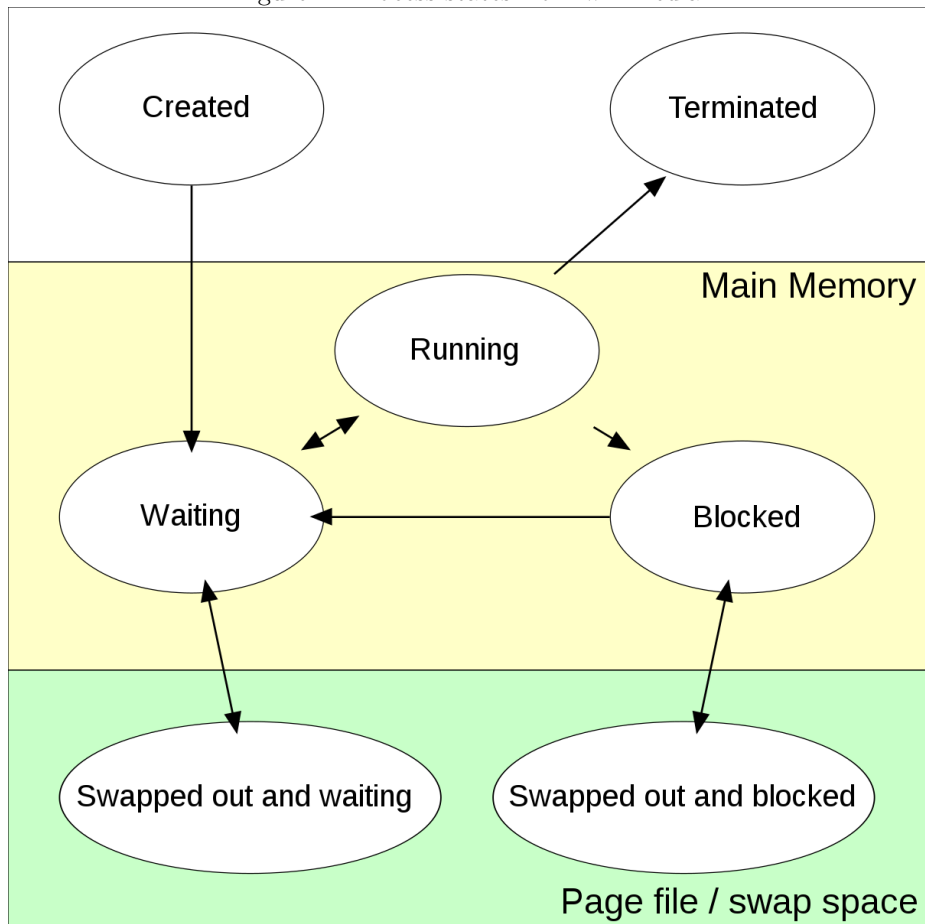 Created
Terminated
Main Memory
Running
Waiting
Blocked
Swapped out and waiting
Swapped out and blocked
Page file / swap space